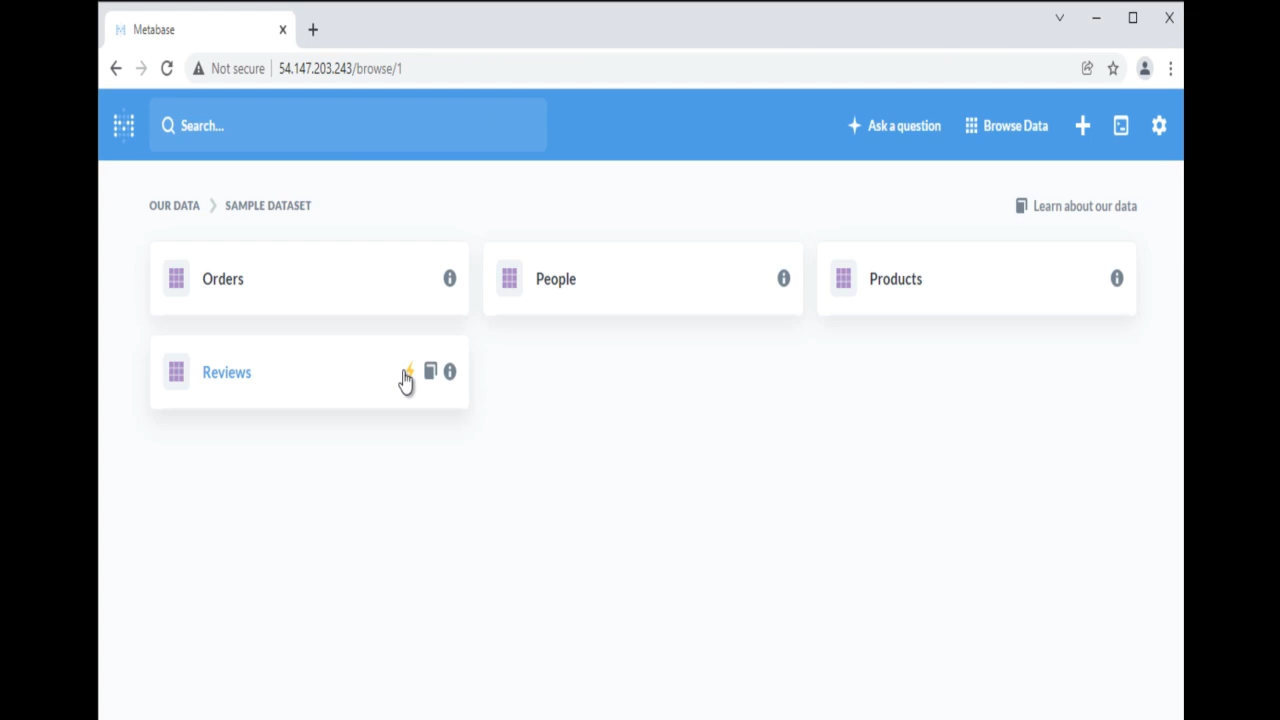 Metabase
Not secure 54.147.203.243/browse/1
Search...
Ask a question
Browse Data
OUR DATA
SAMPLE DATASET
Learn about our data
Orders
People
Products
Reviews